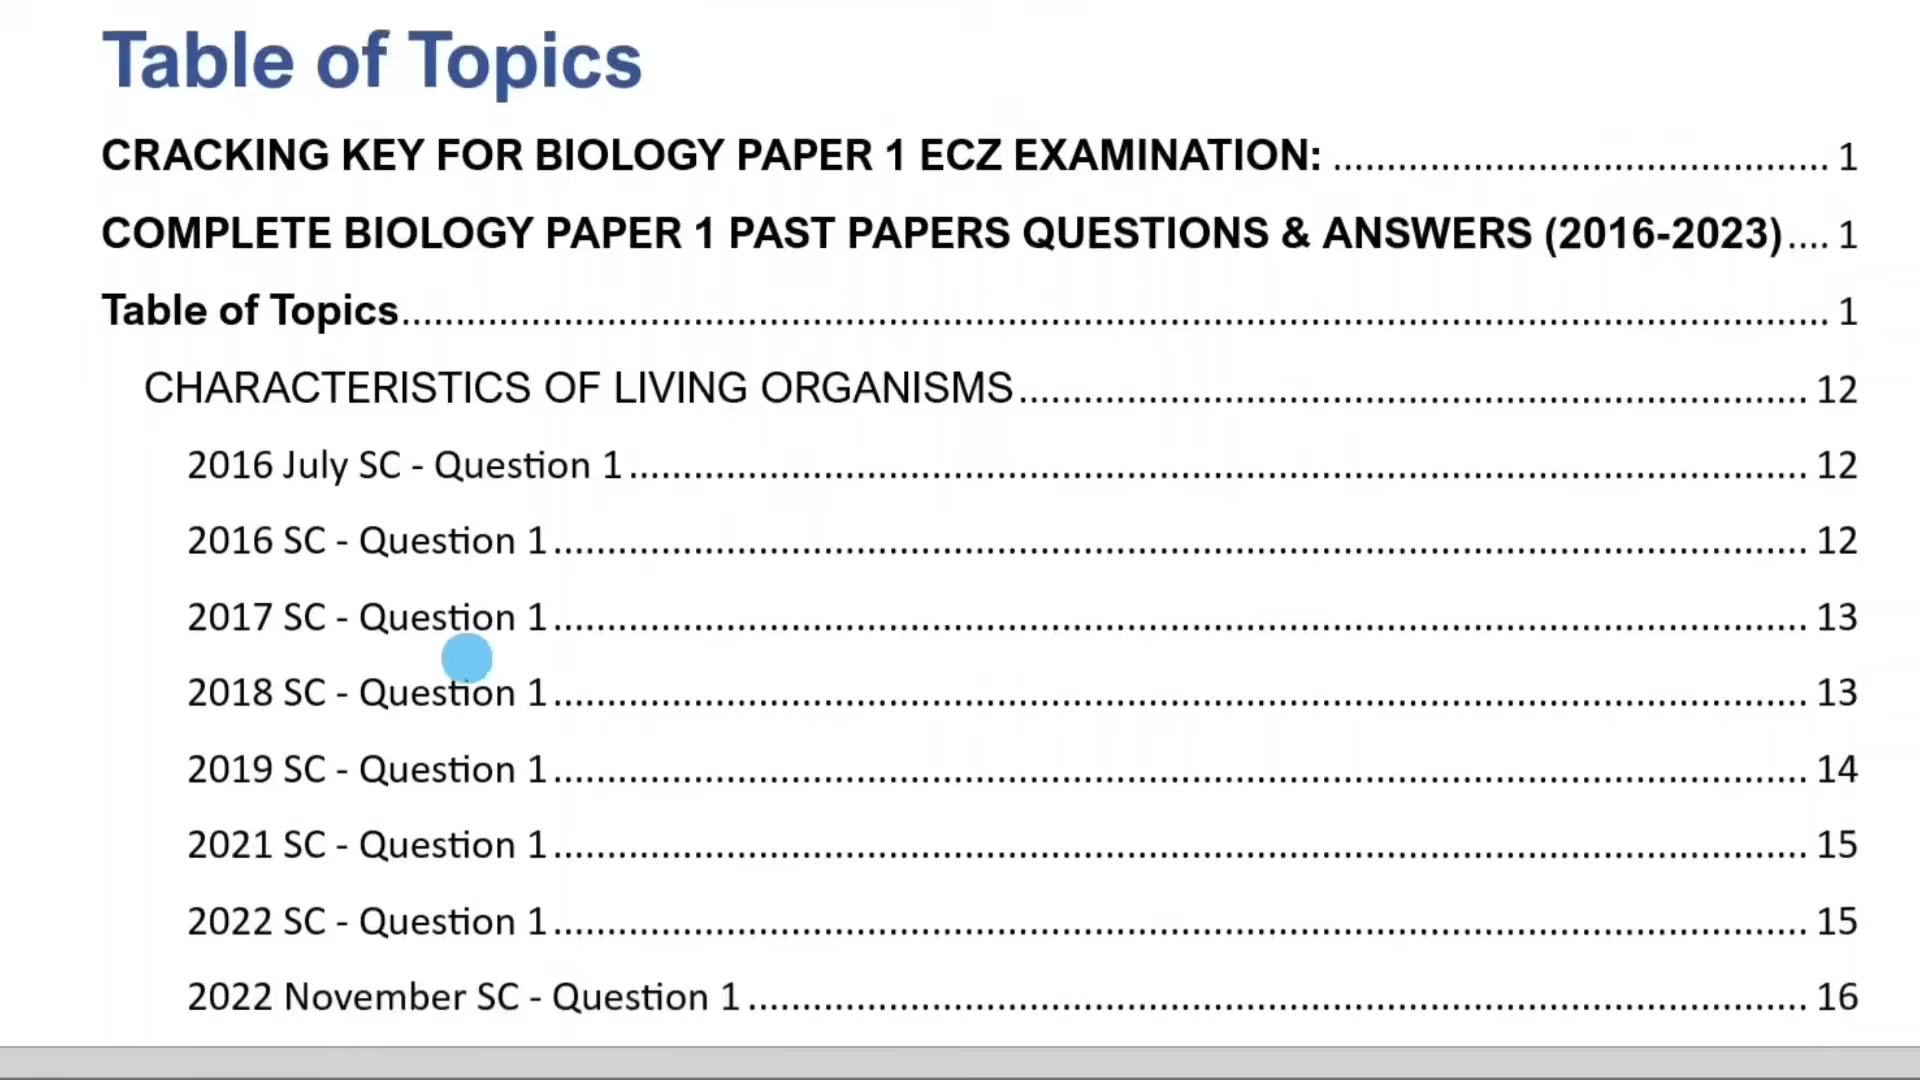 Table of Topics
CRACKING KEY FOR BIOLOGY PAPER 1 ECZ EXAMINATION: ............................................... 1
COMPLETE BIOLOGY PAPER 1 PAST PAPERS QUESTIONS & ANSWERS (2016-2023).... 1
Table of Topics.................................................................................................... 1
CHARACTERISTICS OF LIVING ORGANISMS........................................................................... 12
2016 July SC - Question 1................................................................................................ 12
2016 SC - Question 1................................................................................................ 12
2017 SC - Question 1................................................................................................ 13
2018 SC - Question 1................................................................................................ 13
2019 SC - Question 1................................................................................................ 14
2021 SC - Question 1................................................................................................ 15
2022 SC - Question 1................................................................................................ 15
2022 November SC - Question 1................................................................................................ 16